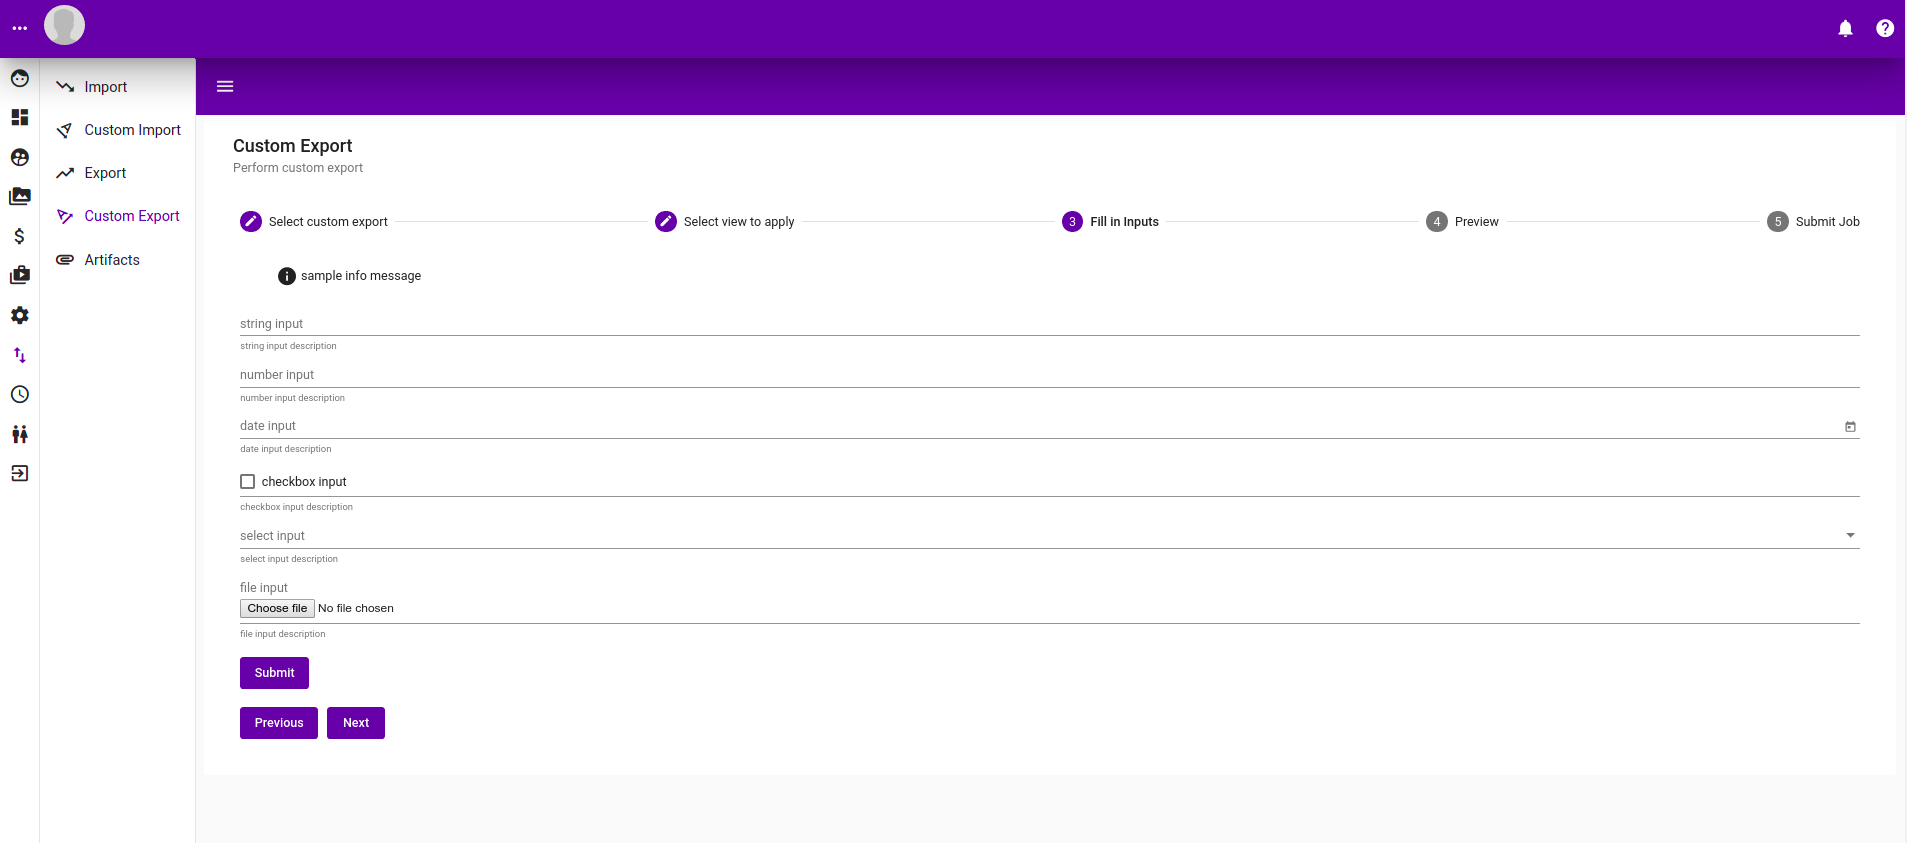 Import
Custom Import
Export
Custom Export
Artifacts
Custom Export
Perform custom export
Select custom export
Select view to apply
3 Fill in Inputs
4 Preview
5 Submit Job
sample info message
string input
string input description
number input
number input description
date input
date input description
checkbox input
checkbox input description
select input
select input description
file input
Choose file No file chosen
file input description
Submit
Previous Next